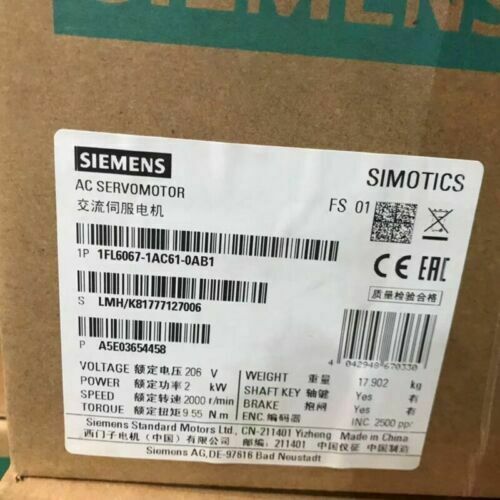 SIEMENS
SIEMENS
AC SERVOMOTOR
交流伺服电机
SIMOTICS
FS 01
1P 1FL6067-1AC61-0AB1
S LMH/K81777127006
P A5E03654458
CE EAC
质量检验合格
4 042948 670330
VOLTAGE 额定电压 206 V
POWER 额定功率 2 kW
SPEED 额定转速 2000 r/min
TORQUE 额定扭矩 9.55 N.m
WEIGHT 重量 17.902 kg
SHAFT KEY 轴键 Yes 有
BRAKE 抱闸 Yes 有
ENC 编码器 INC 2500 ppr
Siemens Standard Motors Ltd., CN-211401 Yizheng Made in China
西门子电机（中国）有限公司 邮编: 211401 中国仪征 中国制造
Siemens AG,DE-97616 Bad Neustadt